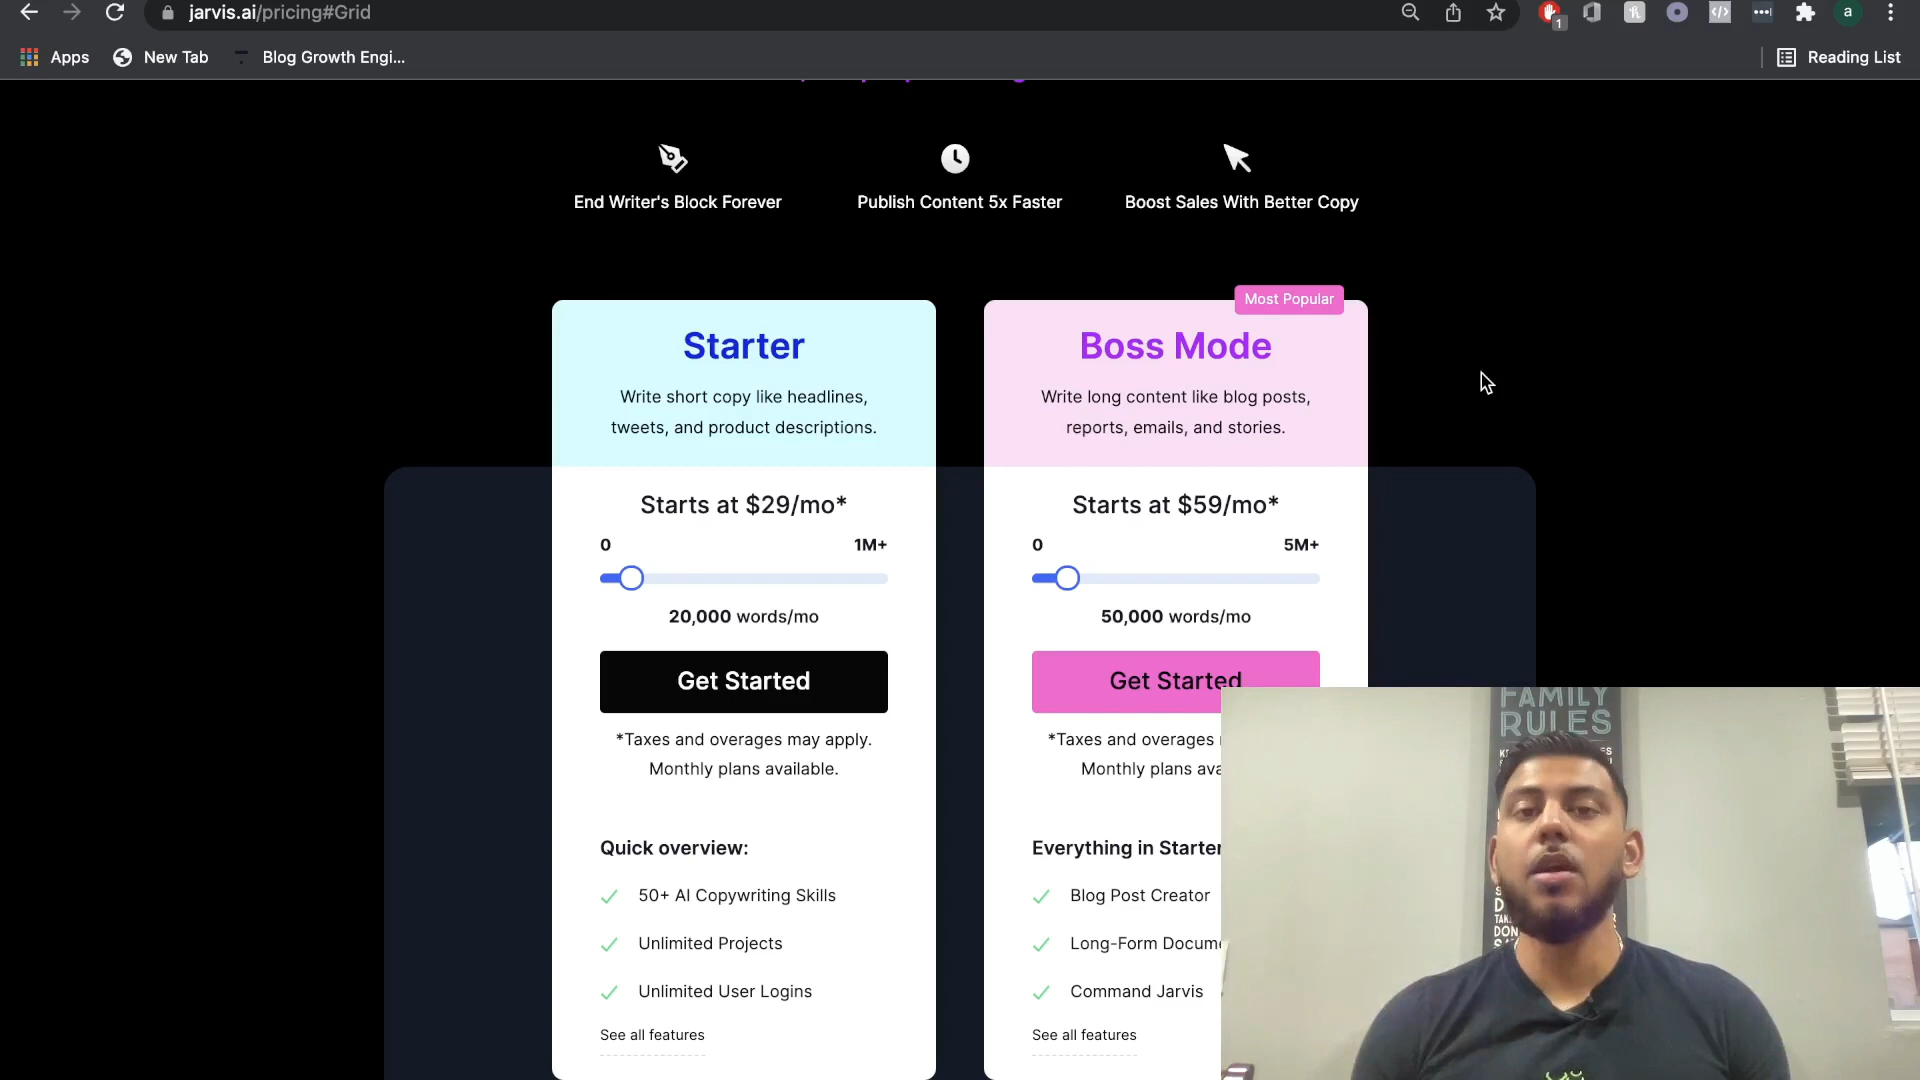 jarvis.ai/pricing#Grid
1
a
Apps
New Tab
Blog Growth Engi...
Reading List
End Writer's Block Forever
Publish Content 5x Faster
Boost Sales With Better Copy
Most Popular
Starter
Write short copy like headlines,
tweets, and product descriptions.
Starts at $29/mo*
0 1M+
20,000 words/mo
Get Started
*Taxes and overages may apply.
Monthly plans available.
Quick overview:
50+ AI Copywriting Skills
Unlimited Projects
Unlimited User Logins
See all features
Boss Mode
Write long content like blog posts,
reports, emails, and stories.
Starts at $59/mo*
0 5M+
50,000 words/mo
Get Started
*Taxes and overages
Monthly plans
Everything in Starter
Blog Post Creator
Long-Form
Command Jarvis
See all features
FAMILY
RULES